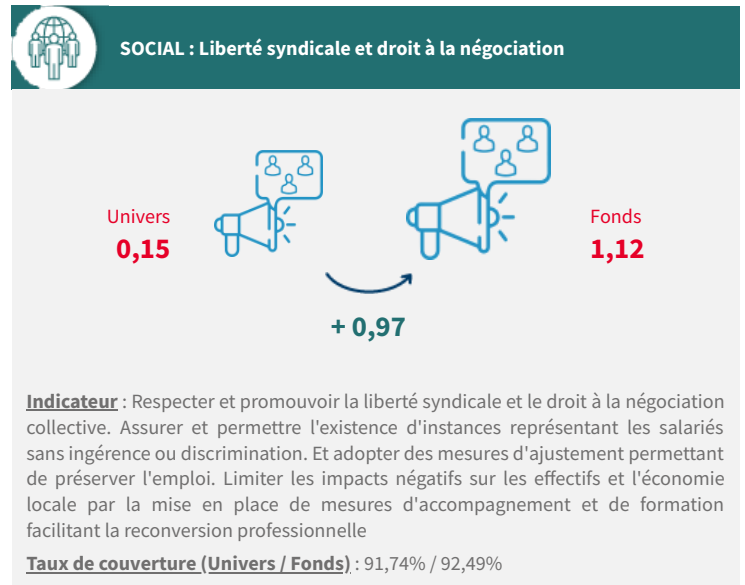 SOCIAL : Liberté syndicale et droit à la négociation
Univers
0,15
Fonds
1,12
+ 0,97
Indicateur : Respecter et promouvoir la liberté syndicale et le droit à la négociation
collective. Assurer et permettre l'existence d'instances représentant les salariés
sans ingérence ou discrimination. Et adopter des mesures d'ajustement permettant
de préserver l'emploi. Limiter les impacts négatifs sur les effectifs et l'économie
locale par la mise en place de mesures d'accompagnement et de formation
facilitant la reconversion professionnelle
Taux de couverture (Univers / Fonds) : 91,74% / 92,49%